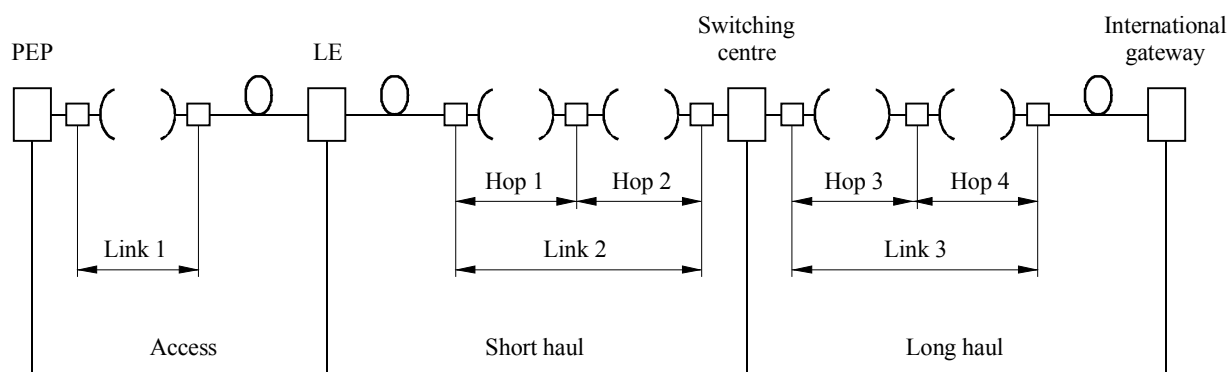 PEP
LE
Switching
centre
International
gateway
Hop 1
Hop 2
Hop 3
Hop 4
Link 1
Link 2
Link 3
Access
Short haul
Long haul